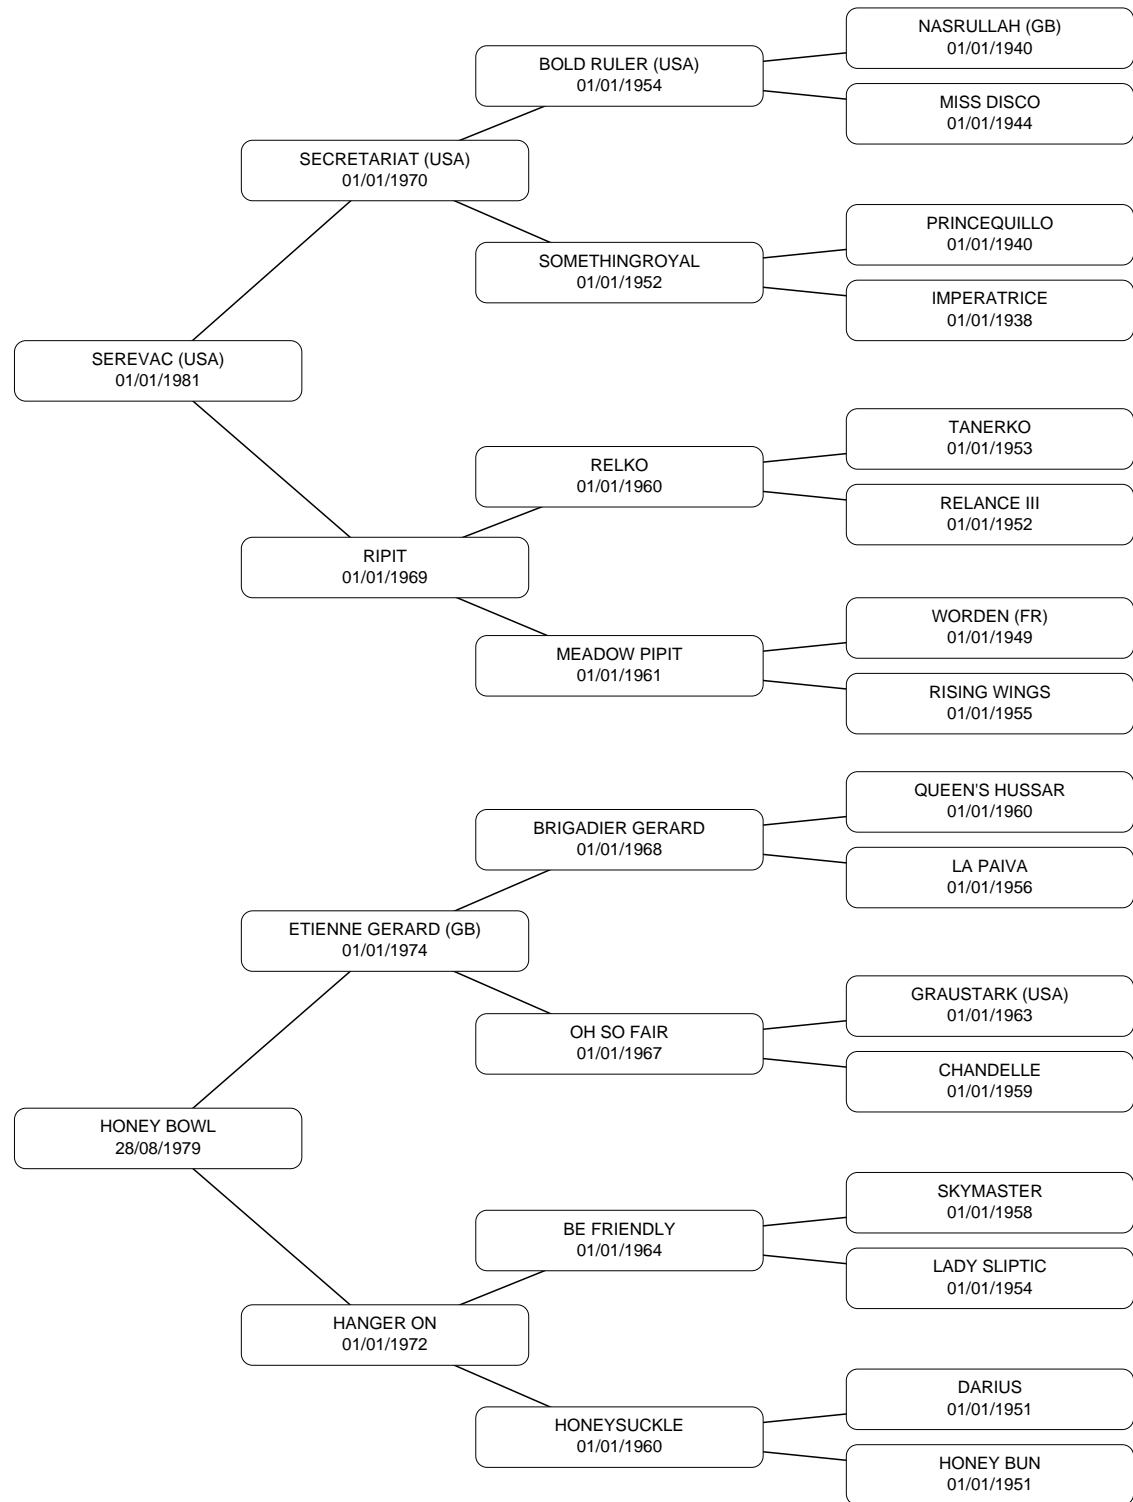 NASRULLAH (GB)
01/01/1940
BOLD RULER (USA)
01/01/1954
MISS DISCO
01/01/1944
SECRETARIAT (USA)
01/01/1970
PRINCEQUILLO
01/01/1940
SOMETHINGROYAL
01/01/1952
IMPERATRICE
01/01/1938
SEREVAC (USA)
01/01/1981
TANERKO
01/01/1953
RELKO
01/01/1960
RELANCE III
01/01/1952
RIPIT
01/01/1969
WORDEN (FR)
01/01/1949
MEADOW PIPIT
01/01/1961
RISING WINGS
01/01/1955
QUEEN'S HUSSAR
01/01/1960
BRIGADIER GERARD
01/01/1968
LA PAIVA
01/01/1956
ETIENNE GERARD (GB)
01/01/1974
GRAUSTARK (USA)
01/01/1963
OH SO FAIR
01/01/1967
CHANDELLE
01/01/1959
HONEY BOWL
28/08/1979
SKYMASTER
01/01/1958
BE FRIENDLY
01/01/1964
LADY SLIPTIC
01/01/1954
HANGER ON
01/01/1972
DARIUS
01/01/1951
HONEYSUCKLE
01/01/1960
HONEY BUN
01/01/1951